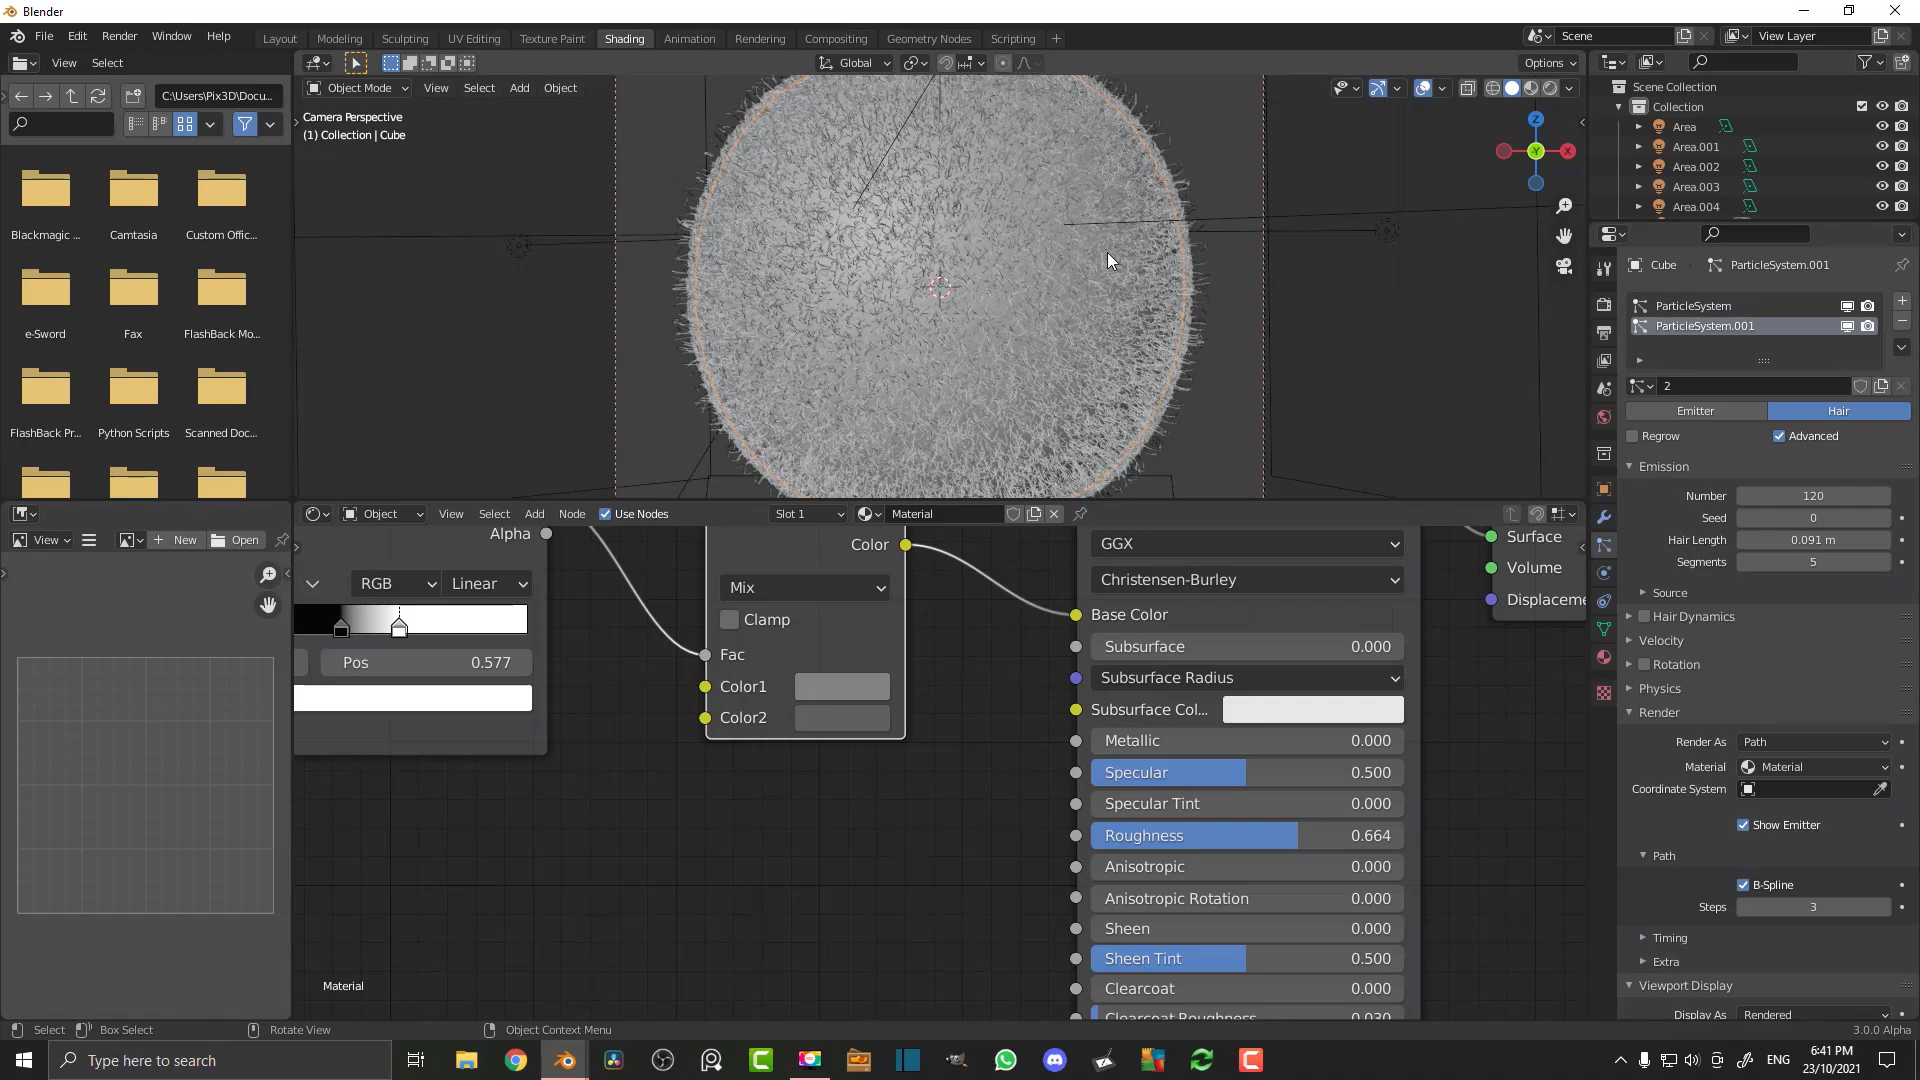 Blender
File Edit Render Window Help
Layout Modeling Sculpting UV Editing Texture Paint Shading Animation Rendering Compositing Geometry Nodes Scripting
Scene
View Layer
View Select
Global
Options
C:\Users\Pix3D\Docu...
Object Mode View Select Add Object
Camera Perspective
(1) Collection | Cube
Z
Y
X
Scene Collection
Collection
Area
Area.001
Area.002
Area.003
Area.004
Blackmagic ... Camtasia Custom Offic...
e-Sword Fax FlashBack Mo...
FlashBack Pr... Python Scripts Scanned Doc...
Cube ParticleSystem.001
ParticleSystem
ParticleSystem.001
2
Emitter Hair
Regrow Advanced
Emission
Number 120
Seed 0
Hair Length 0.091 m
Segments 5
Source
Hair Dynamics
Velocity
Rotation
Physics
Render
Render As Path
Material Material
Coordinate System
Show Emitter
Path
B-Spline
Steps 3
Timing
Extra
Viewport Display
Display As Rendered
View New Open
Object View Select Add Node Use Nodes Slot 1 Material
Alpha
RGB Linear
Pos 0.577
Color
Mix
Clamp
Fac
Color1
Color2
GGX
Christensen-Burley
Base Color
Subsurface 0.000
Subsurface Radius
Subsurface Col...
Metallic 0.000
Specular 0.500
Specular Tint 0.000
Roughness 0.664
Anisotropic 0.000
Anisotropic Rotation 0.000
Sheen 0.000
Sheen Tint 0.500
Clearcoat 0.000
Clearcoat Roughness 0.030
Surface
Volume
Displaceme
Material
Select Box Select Rotate View Object Context Menu 3.0.0 Alpha
Type here to search
ENG
6:41 PM
23/10/2021